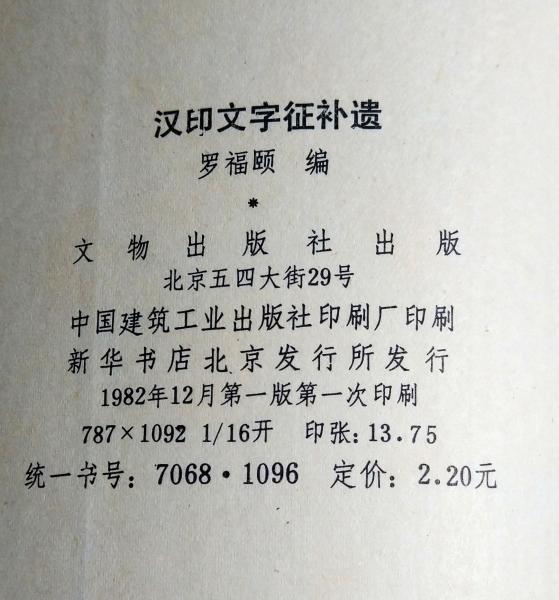 汉印文字征补遗
罗福颐 编
*
文物出版社出版
北京五四大街29号
中国建筑工业出版社印刷厂印刷
新华书店北京发行所发行
1982年12月第一版第一次印刷
787×1092 1/16开 印张：13.75
统一书号：7068·1096 定价：2.20元